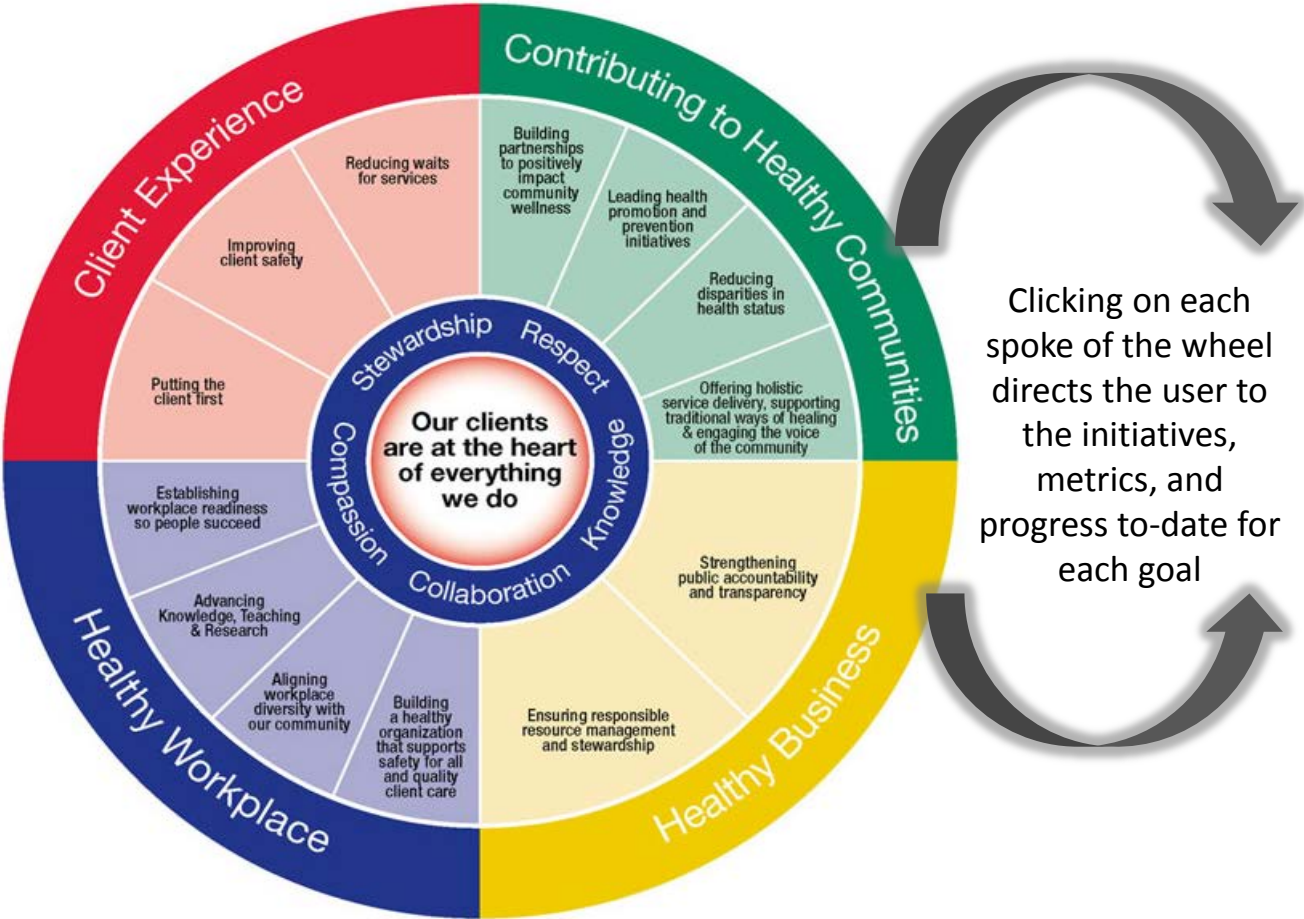 Client Experience
Contributing to Healthy Communities
Reducing waits
for services
Improving
client safety
Putting the
client first
Building
partnerships
to positively
impact
community
wellness
Leading health
promotion and
prevention
initiatives
Reducing
disparities in
health status
Offering holistic
service delivery, supporting
traditional ways of healing
& engaging the voice
of the community
Stewardship
Respect
Knowledge
Collaboration
Compassion
Our clients
are at the heart
of everything
we do
Establishing
workplace readiness
so people succeed
Advancing
Knowledge, Teaching
& Research
Aligning
workplace
diversity with
our community
Building
a healthy
organization
that supports
safety for all
and quality
client care
Strengthening
public accountability
and transparency
Ensuring responsible
resource management
and stewardship
Healthy Workplace
Healthy Business
Clicking on each
spoke of the wheel
directs the user to
the initiatives,
metrics, and
progress to-date for
each goal